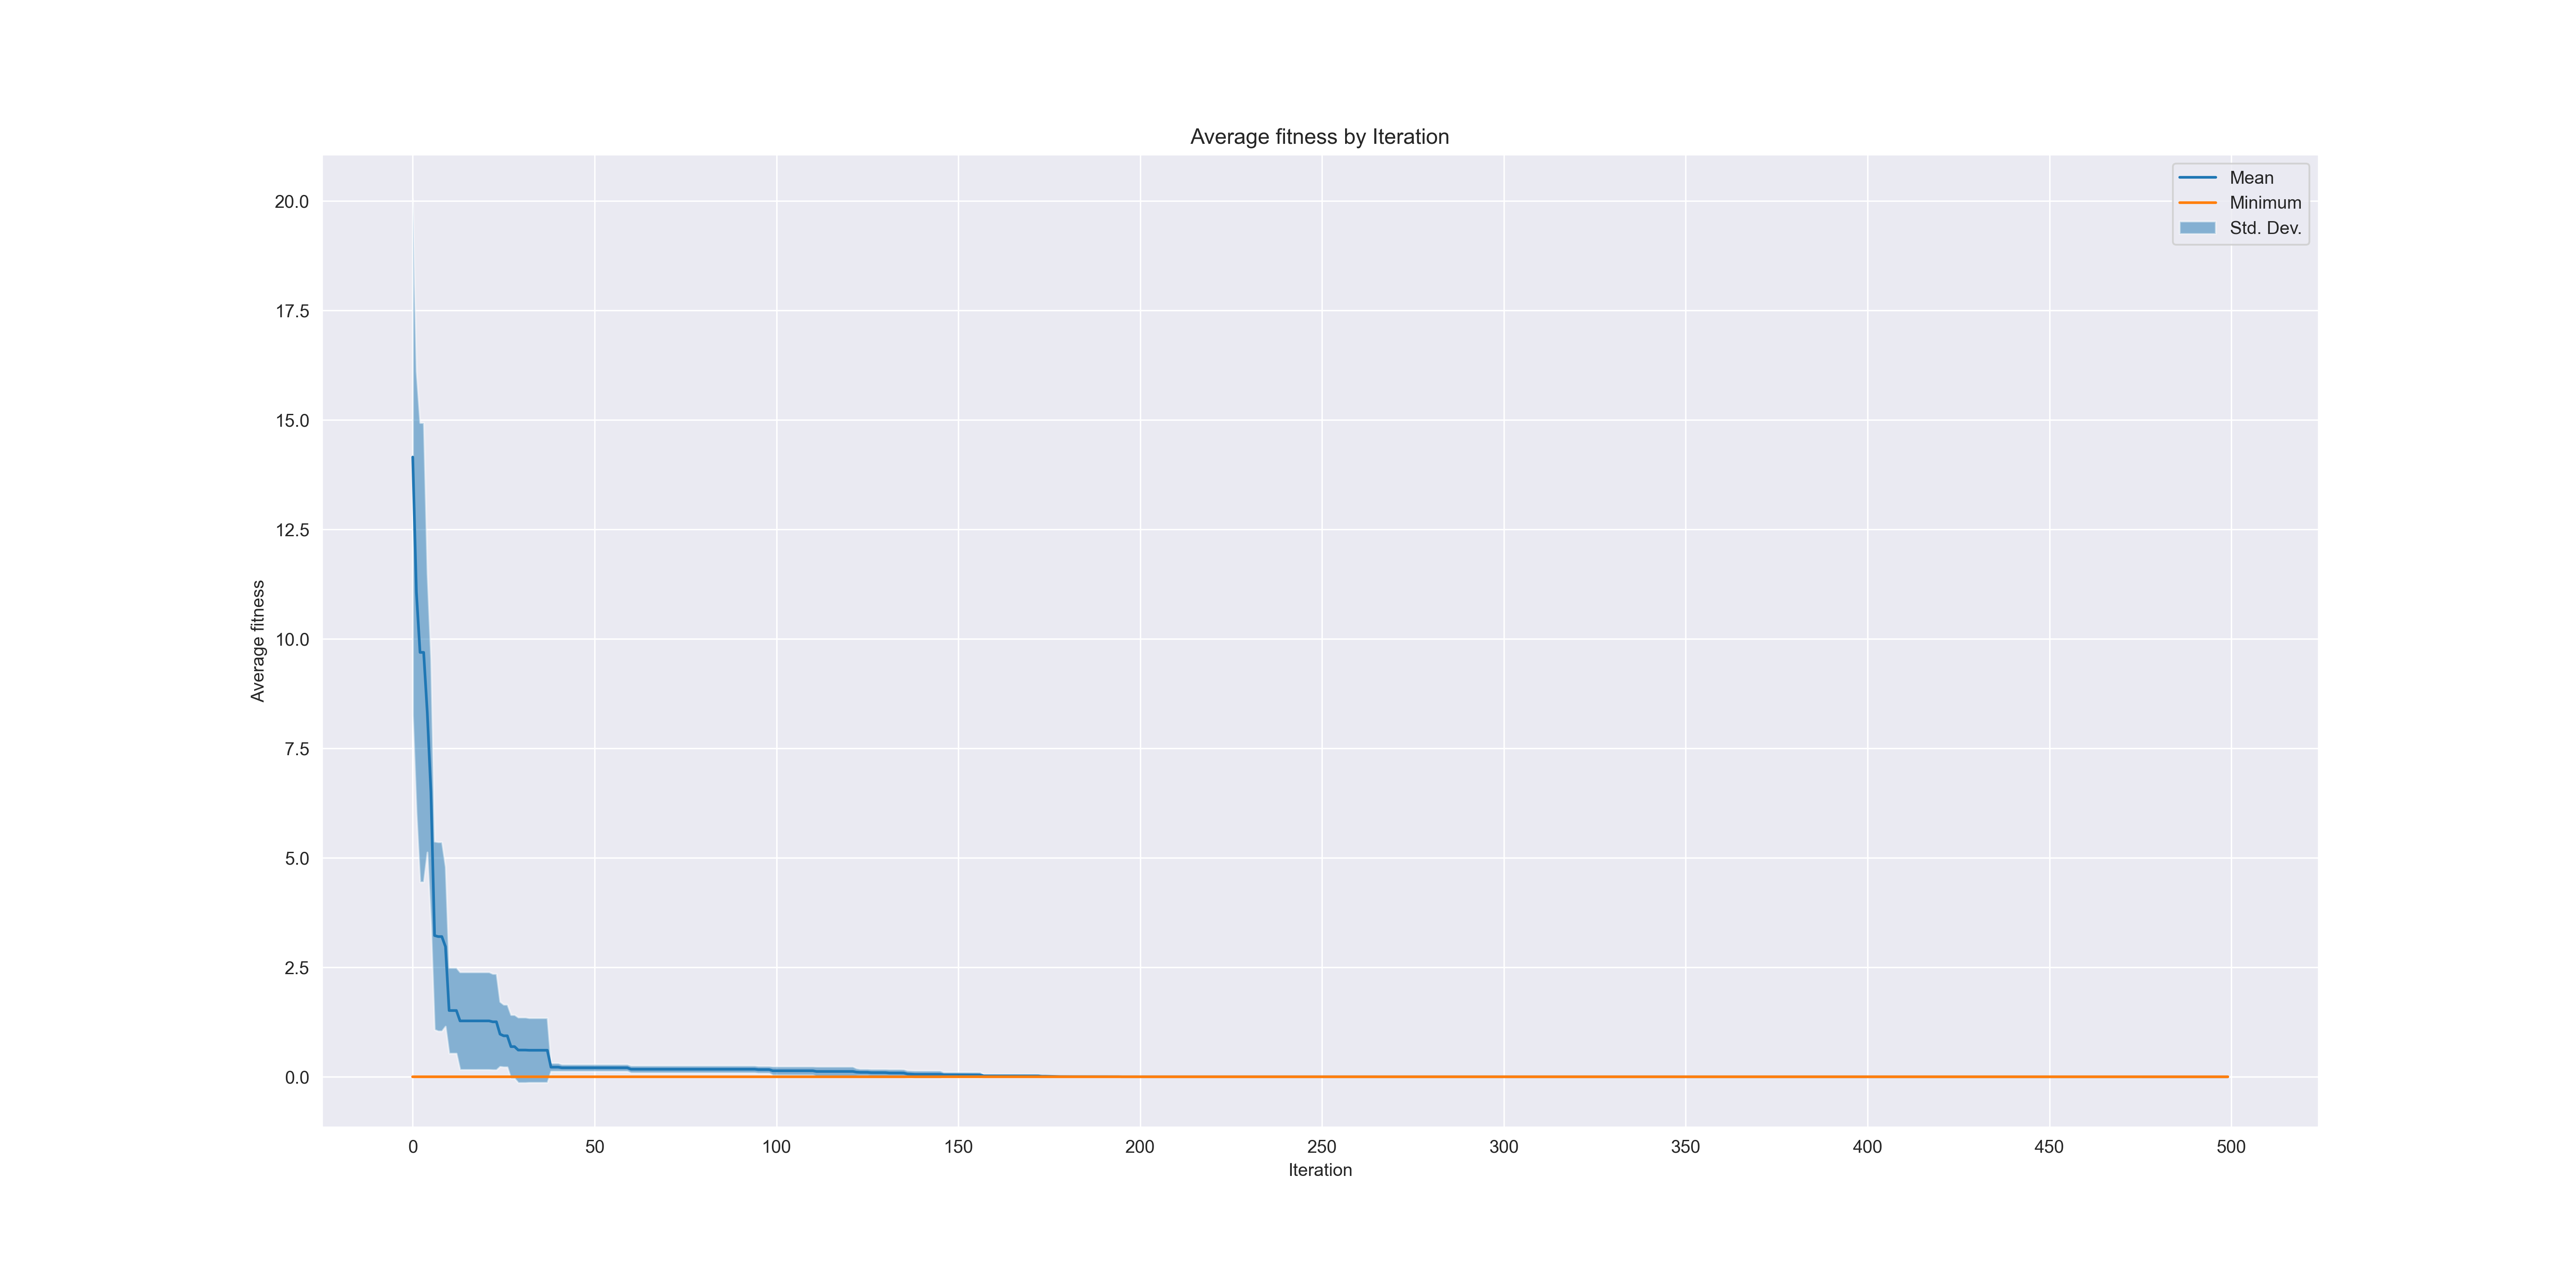 Average fitness by Iteration
Mean
Minimum
Std. Dev.
20.0
17.5
15.0
12.5
10.0
7.5
5.0
2.5
0.0
Average fitness
0 50 100 150 200 250 300 350 400 450 500
Iteration